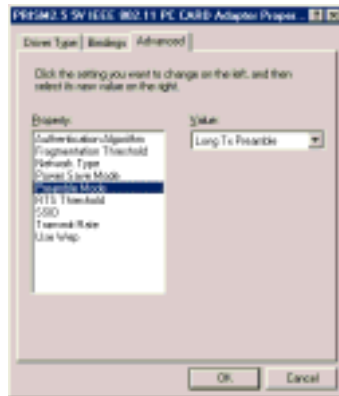 PRISM2.5 5V IEEE 802.11 PC CARD Adapter Proper...
Driver Type
Bindings
Advanced
Click the setting you want to change on the left, and then
select its new value on the right.
Property:
Value:
Authentication Algorithm
Fragmentation Threshold
Network Type
Power Save Mode
Preamble Mode
RTS Threshold
SSID
Transmit Rate
Use Wep
Long Tx Preamble
OK
Cancel